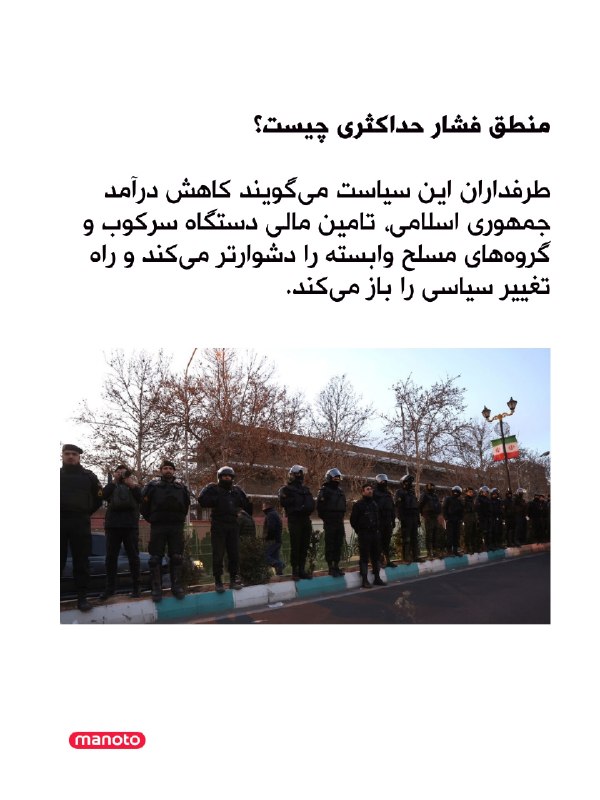 منطق فشار حداکثری چیست؟
طرفداران این سیاست می‌گویند کاهش درآمد
جمهوری اسلامی، تامین مالی دستگاه سرکوب و
گروه‌های مسلح وابسته را دشوارتر می‌کند و راه
تغییر سیاسی را باز می‌کند.
manoto